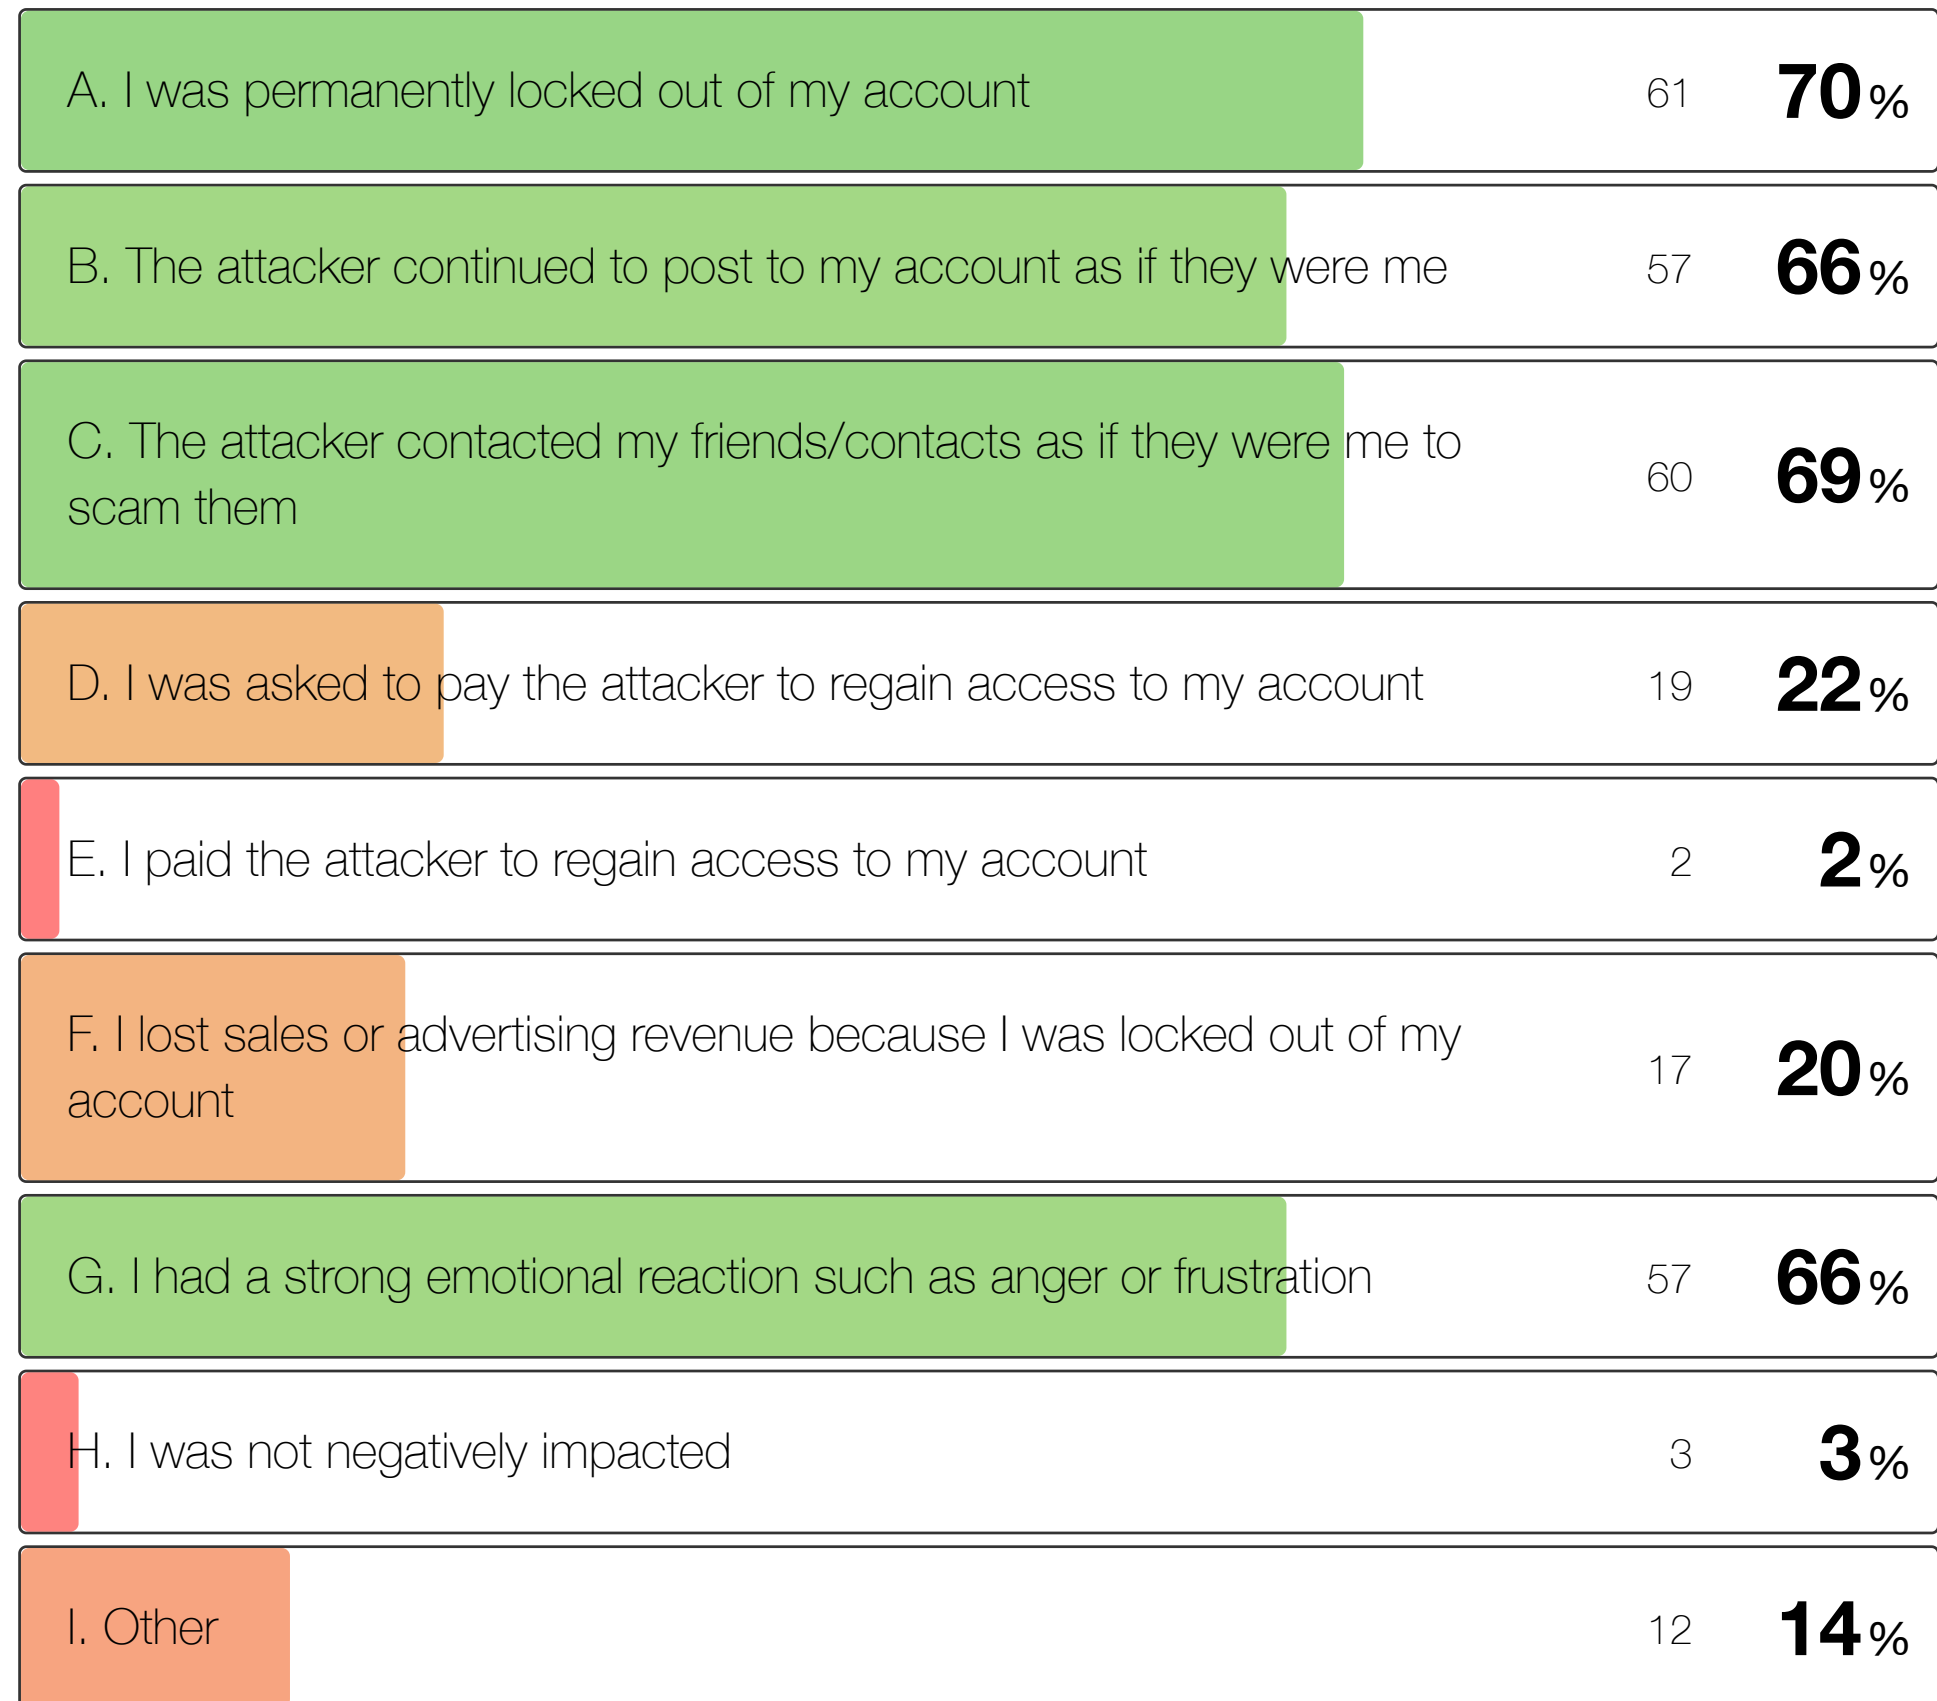 A. I was permanently locked out of my account 61 70%
B. The attacker continued to post to my account as if they were me 57 66%
C. The attacker contacted my friends/contacts as if they were me to
scam them 60 69%
D. I was asked to pay the attacker to regain access to my account 19 22%
E. I paid the attacker to regain access to my account 2 2%
F. I lost sales or advertising revenue because I was locked out of my
account 17 20%
G. I had a strong emotional reaction such as anger or frustration 57 66%
H. I was not negatively impacted 3 3%
I. Other 12 14%